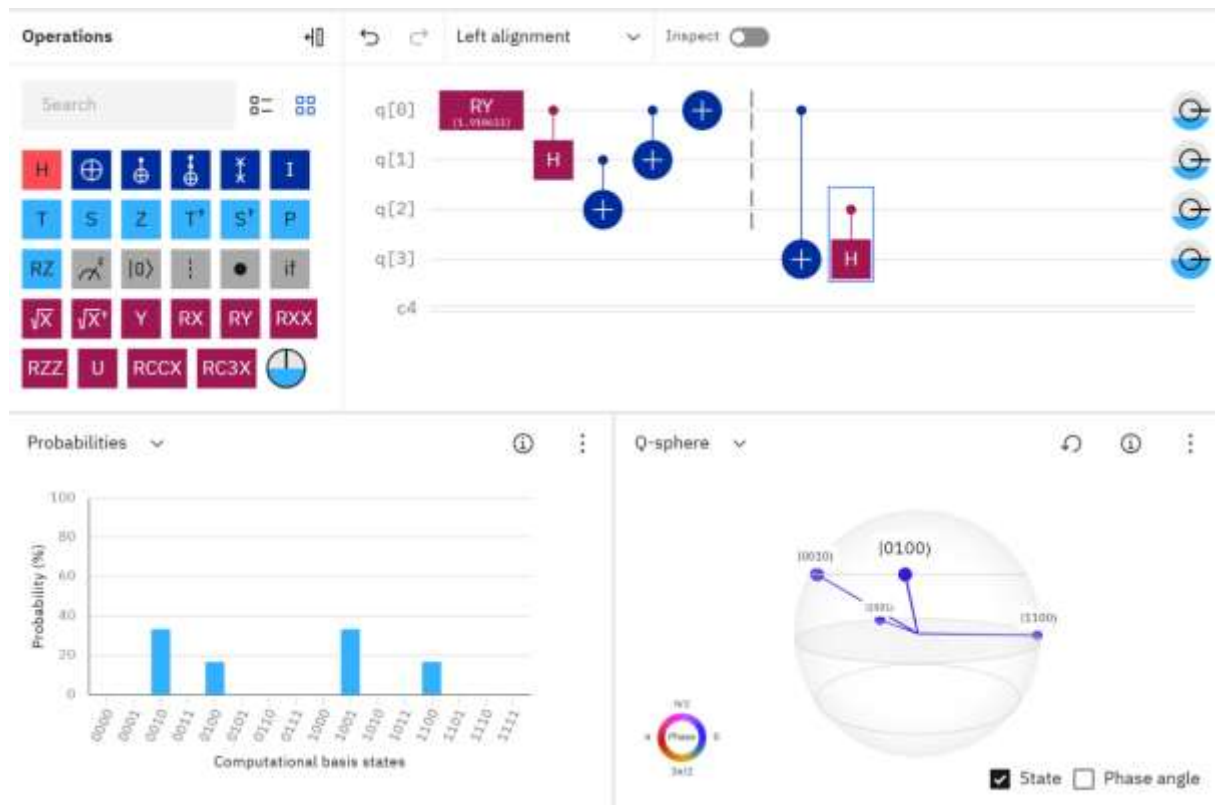 Operations
Left alignment
Inspect
Search
H
I
T S Z T† S† P
RZ |0⟩ if
√X √X† Y RX RY RXX
RZZ U RCCX RC3X
q[0] RY
(1.910633)
q[1] H
q[2]
q[3] H
c4
Probabilities
Probability (%)
100
80
60
40
20
0
0000 0001 0010 0011 0100 0101 0110 0111 1000 1001 1010 1011 1100 1101 1110 1111
Computational basis states
Q-sphere
|0010⟩
|0100⟩
|1001⟩
|1100⟩
π/2
π Phase 0
3π/2
State Phase angle